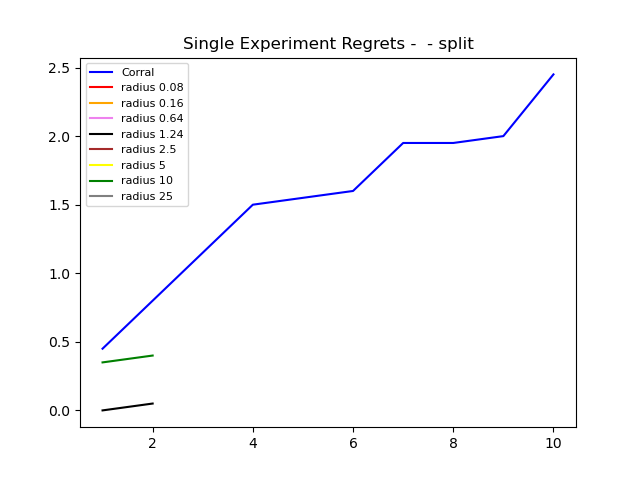 Single Experiment Regrets -  - split
2.5
2.0
1.5
1.0
0.5
0.0
Corral
radius 0.08
radius 0.16
radius 0.64
radius 1.24
radius 2.5
radius 5
radius 10
radius 25
2 4 6 8 10